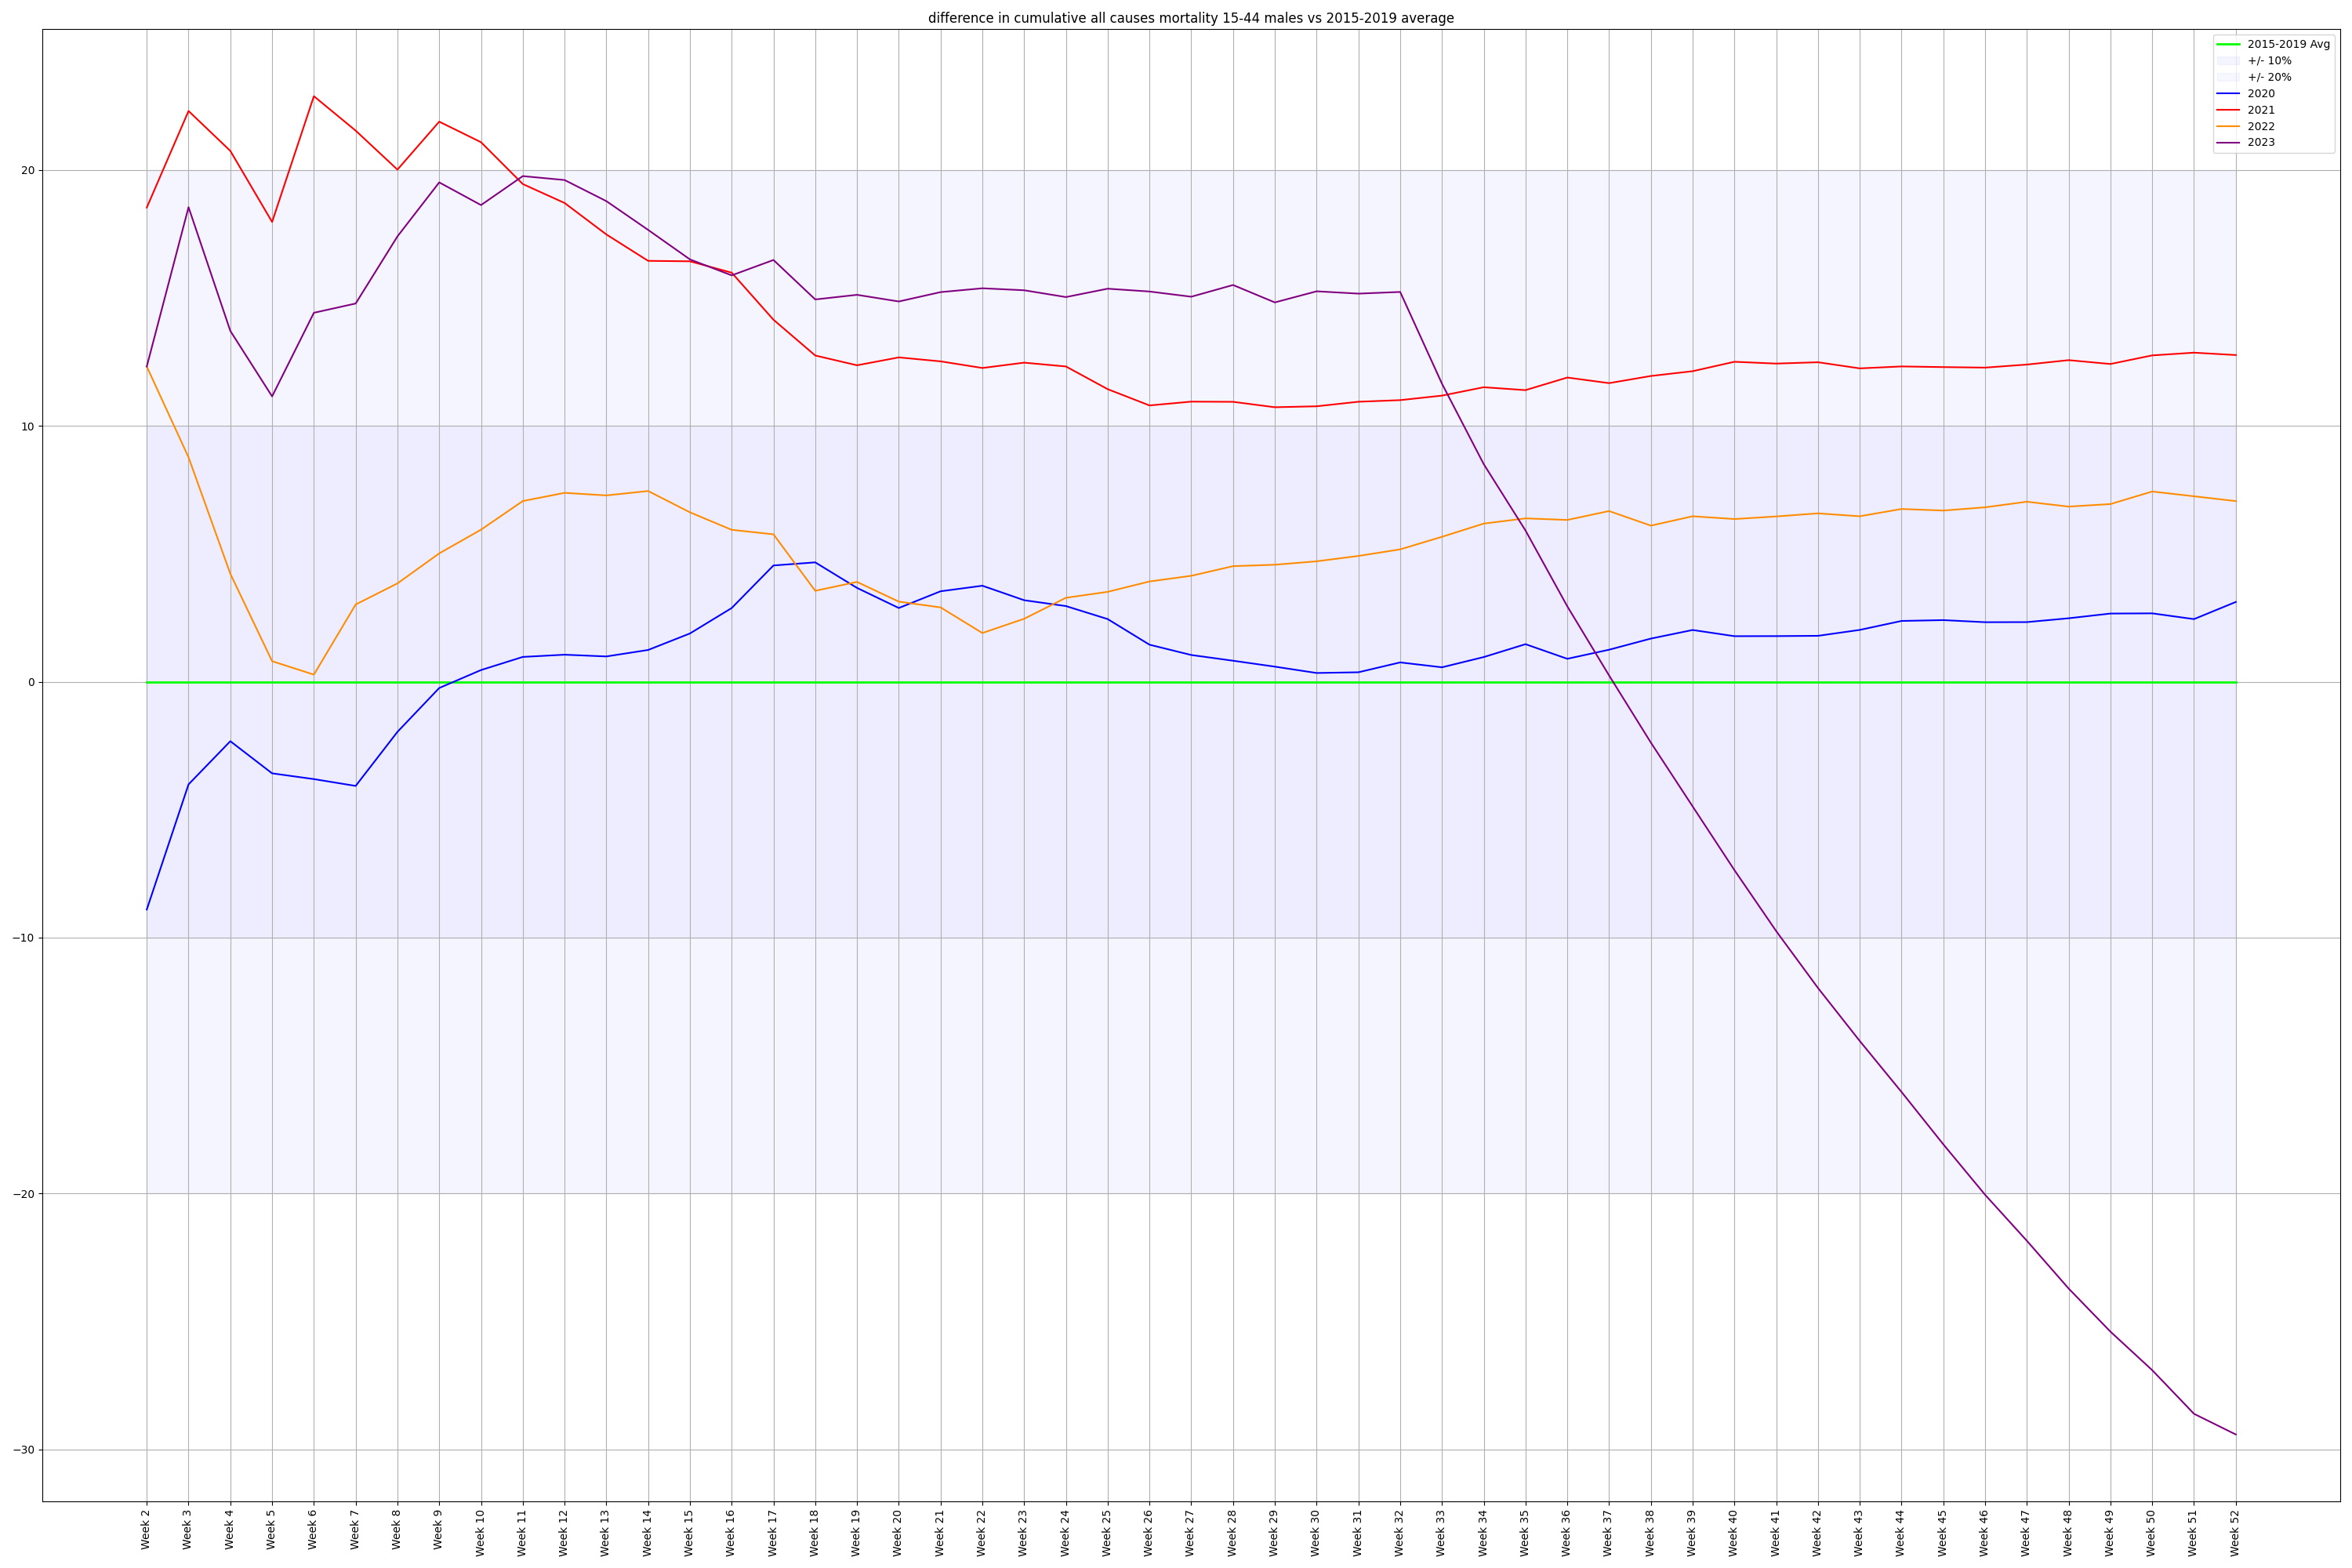 difference in cumulative all causes mortality 15-44 males vs 2015-2019 average
2015-2019 Avg
+/- 10%
+/- 20%
2020
2021
2022
2023
20
10
0
−10
−20
−30
Week 2
Week 3
Week 4
Week 5
Week 6
Week 7
Week 8
Week 9
Week 10
Week 11
Week 12
Week 13
Week 14
Week 15
Week 16
Week 17
Week 18
Week 19
Week 20
Week 21
Week 22
Week 23
Week 24
Week 25
Week 26
Week 27
Week 28
Week 29
Week 30
Week 31
Week 32
Week 33
Week 34
Week 35
Week 36
Week 37
Week 38
Week 39
Week 40
Week 41
Week 42
Week 43
Week 44
Week 45
Week 46
Week 47
Week 48
Week 49
Week 50
Week 51
Week 52